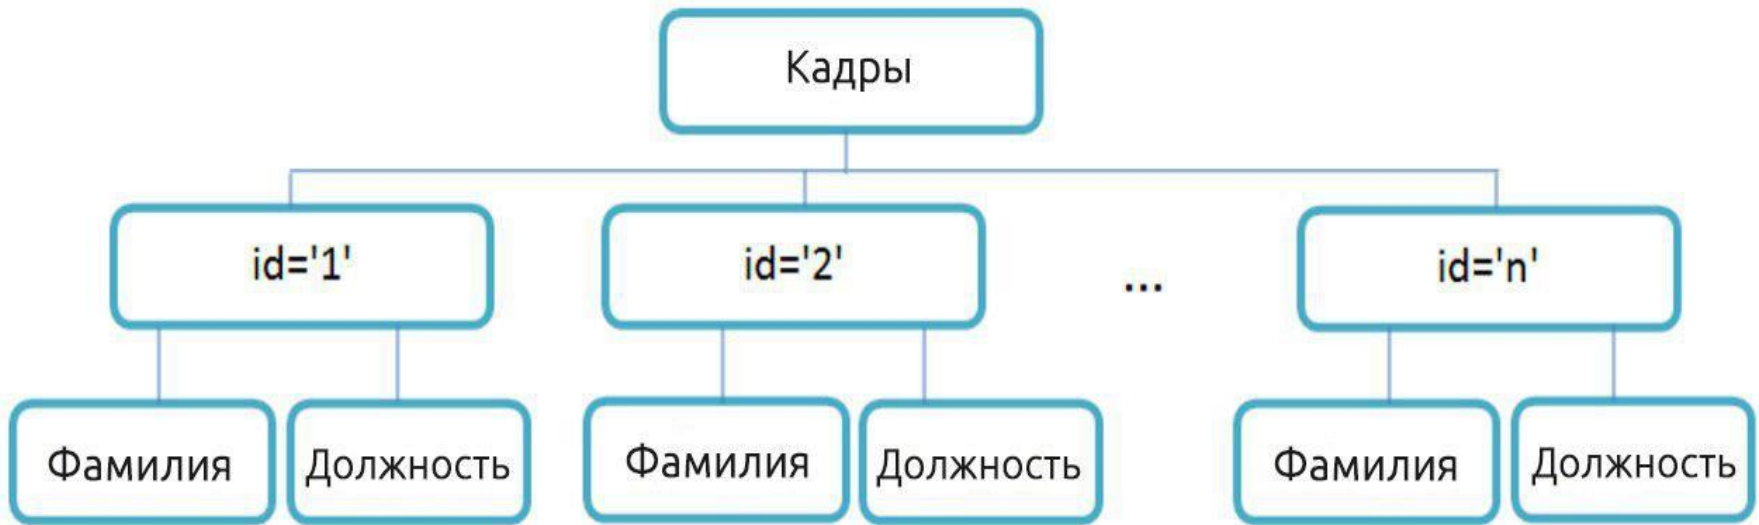 Кадры
id='1'
id='2'
...
id='n'
Фамилия
Должность
Фамилия
Должность
Фамилия
Должность